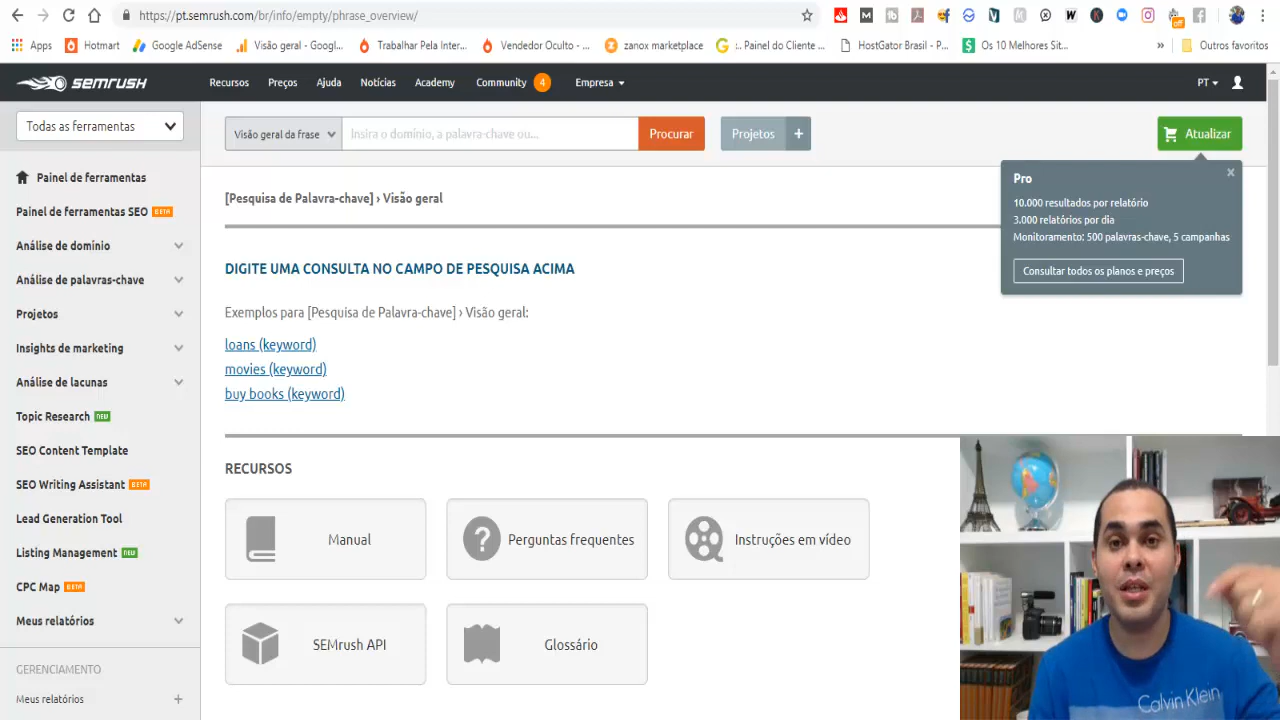 https://pt.semrush.com/br/info/empty/phrase_overview/
Apps
Hotmart
Google AdSense
Visão geral - Googl...
Trabalhar Pela Inter...
Vendedor Oculto -...
zanox marketplace
:. Painel do Cliente ...
HostGator Brasil - P...
Os 10 Melhores Sit...
»
Outros favoritos
SEMRUSH
Recursos
Preços
Ajuda
Notícias
Academy
Community 4
Empresa
PT
Todas as ferramentas
Visão geral da frase
Insira o domínio, a palavra-chave ou...
Procurar
Projetos +
Atualizar
Pro
10.000 resultados por relatório
3.000 relatórios por dia
Monitoramento: 500 palavras-chave, 5 campanhas
Consultar todos os planos e preços
Painel de ferramentas
Painel de ferramentas SEO BETA
Análise de domínio
Análise de palavras-chave
Projetos
Insights de marketing
Análise de lacunas
Topic Research NEW
SEO Content Template
SEO Writing Assistant BETA
Lead Generation Tool
Listing Management NEW
CPC Map BETA
Meus relatórios
GERENCIAMENTO
Meus relatórios +
[Pesquisa de Palavra-chave] › Visão geral
DIGITE UMA CONSULTA NO CAMPO DE PESQUISA ACIMA
Exemplos para [Pesquisa de Palavra-chave] › Visão geral:
loans (keyword)
movies (keyword)
buy books (keyword)
RECURSOS
Manual
Perguntas frequentes
Instruções em vídeo
SEMrush API
Glossário
Calvin Klein